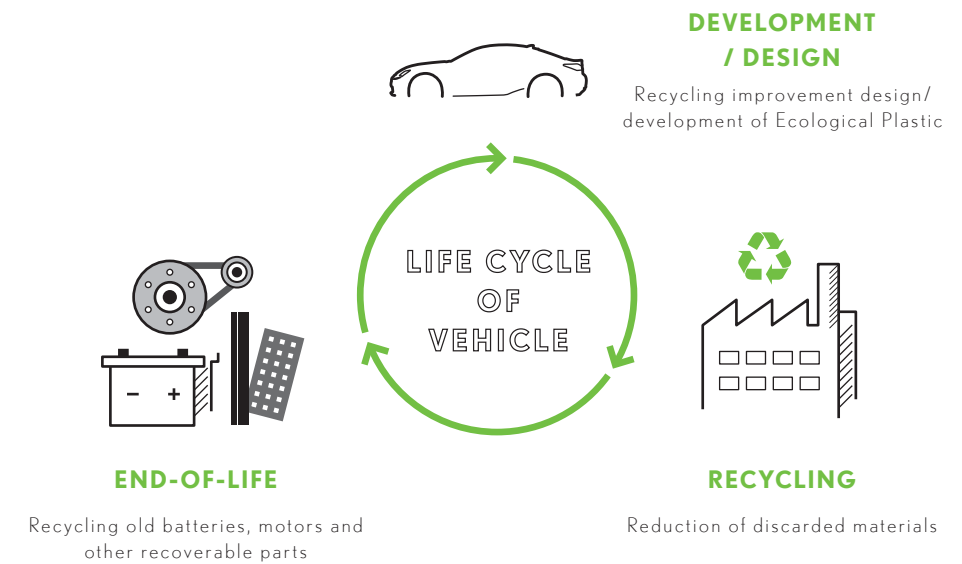 DEVELOPMENT
/ DESIGN
Recycling improvement design/
development of Ecological Plastic
LIFE CYCLE
OF
VEHICLE
END-OF-LIFE
Recycling old batteries, motors and
other recoverable parts
RECYCLING
Reduction of discarded materials